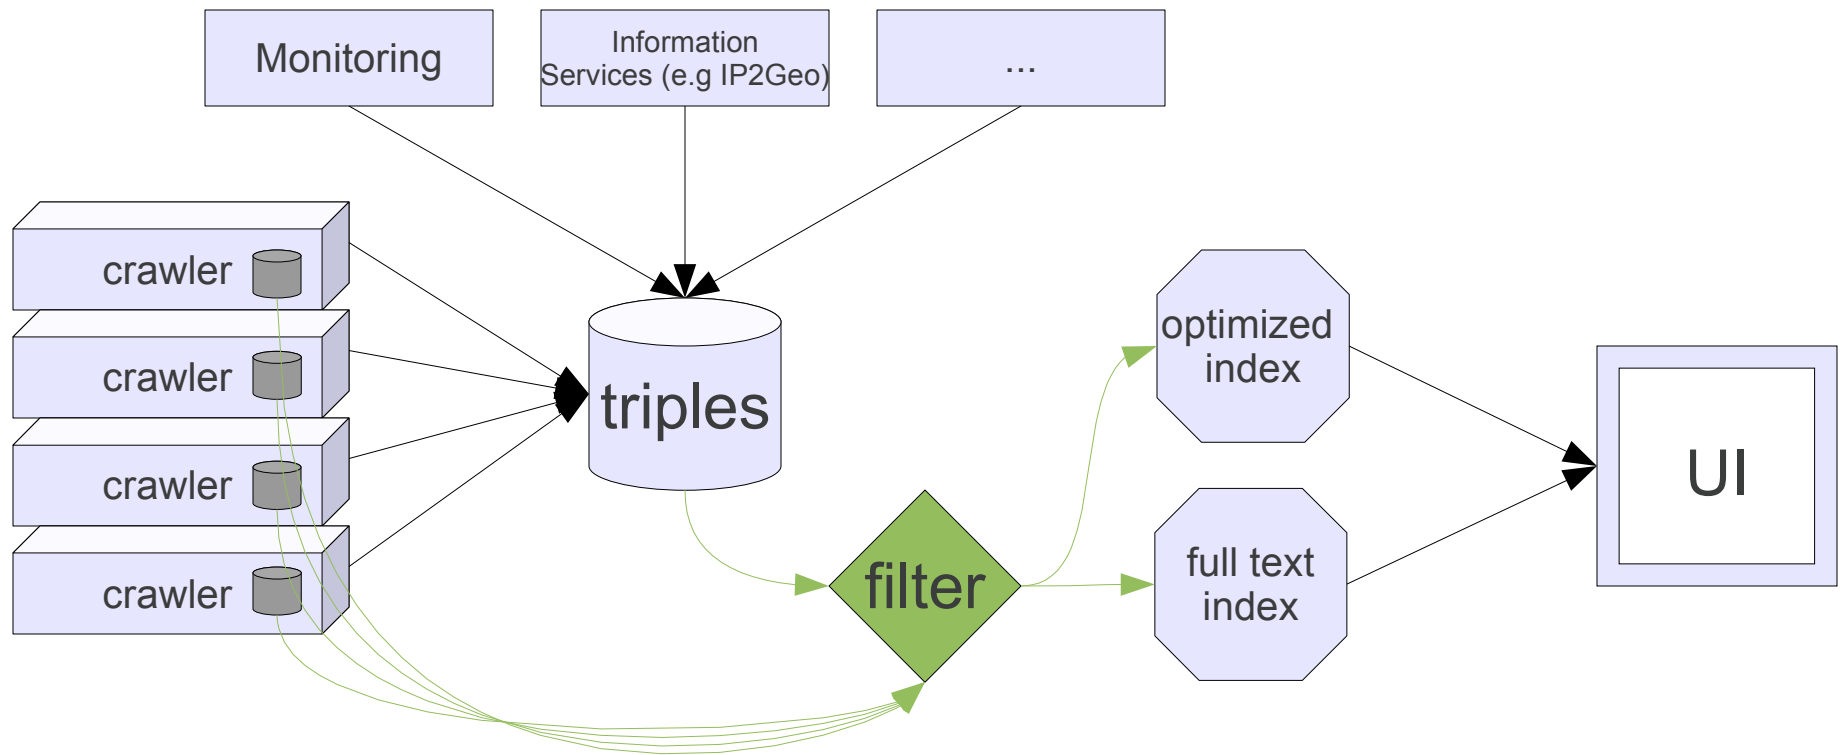 Monitoring
Information
Services (e.g IP2Geo)
...
crawler
crawler
crawler
crawler
triples
filter
optimized
index
full text
index
UI